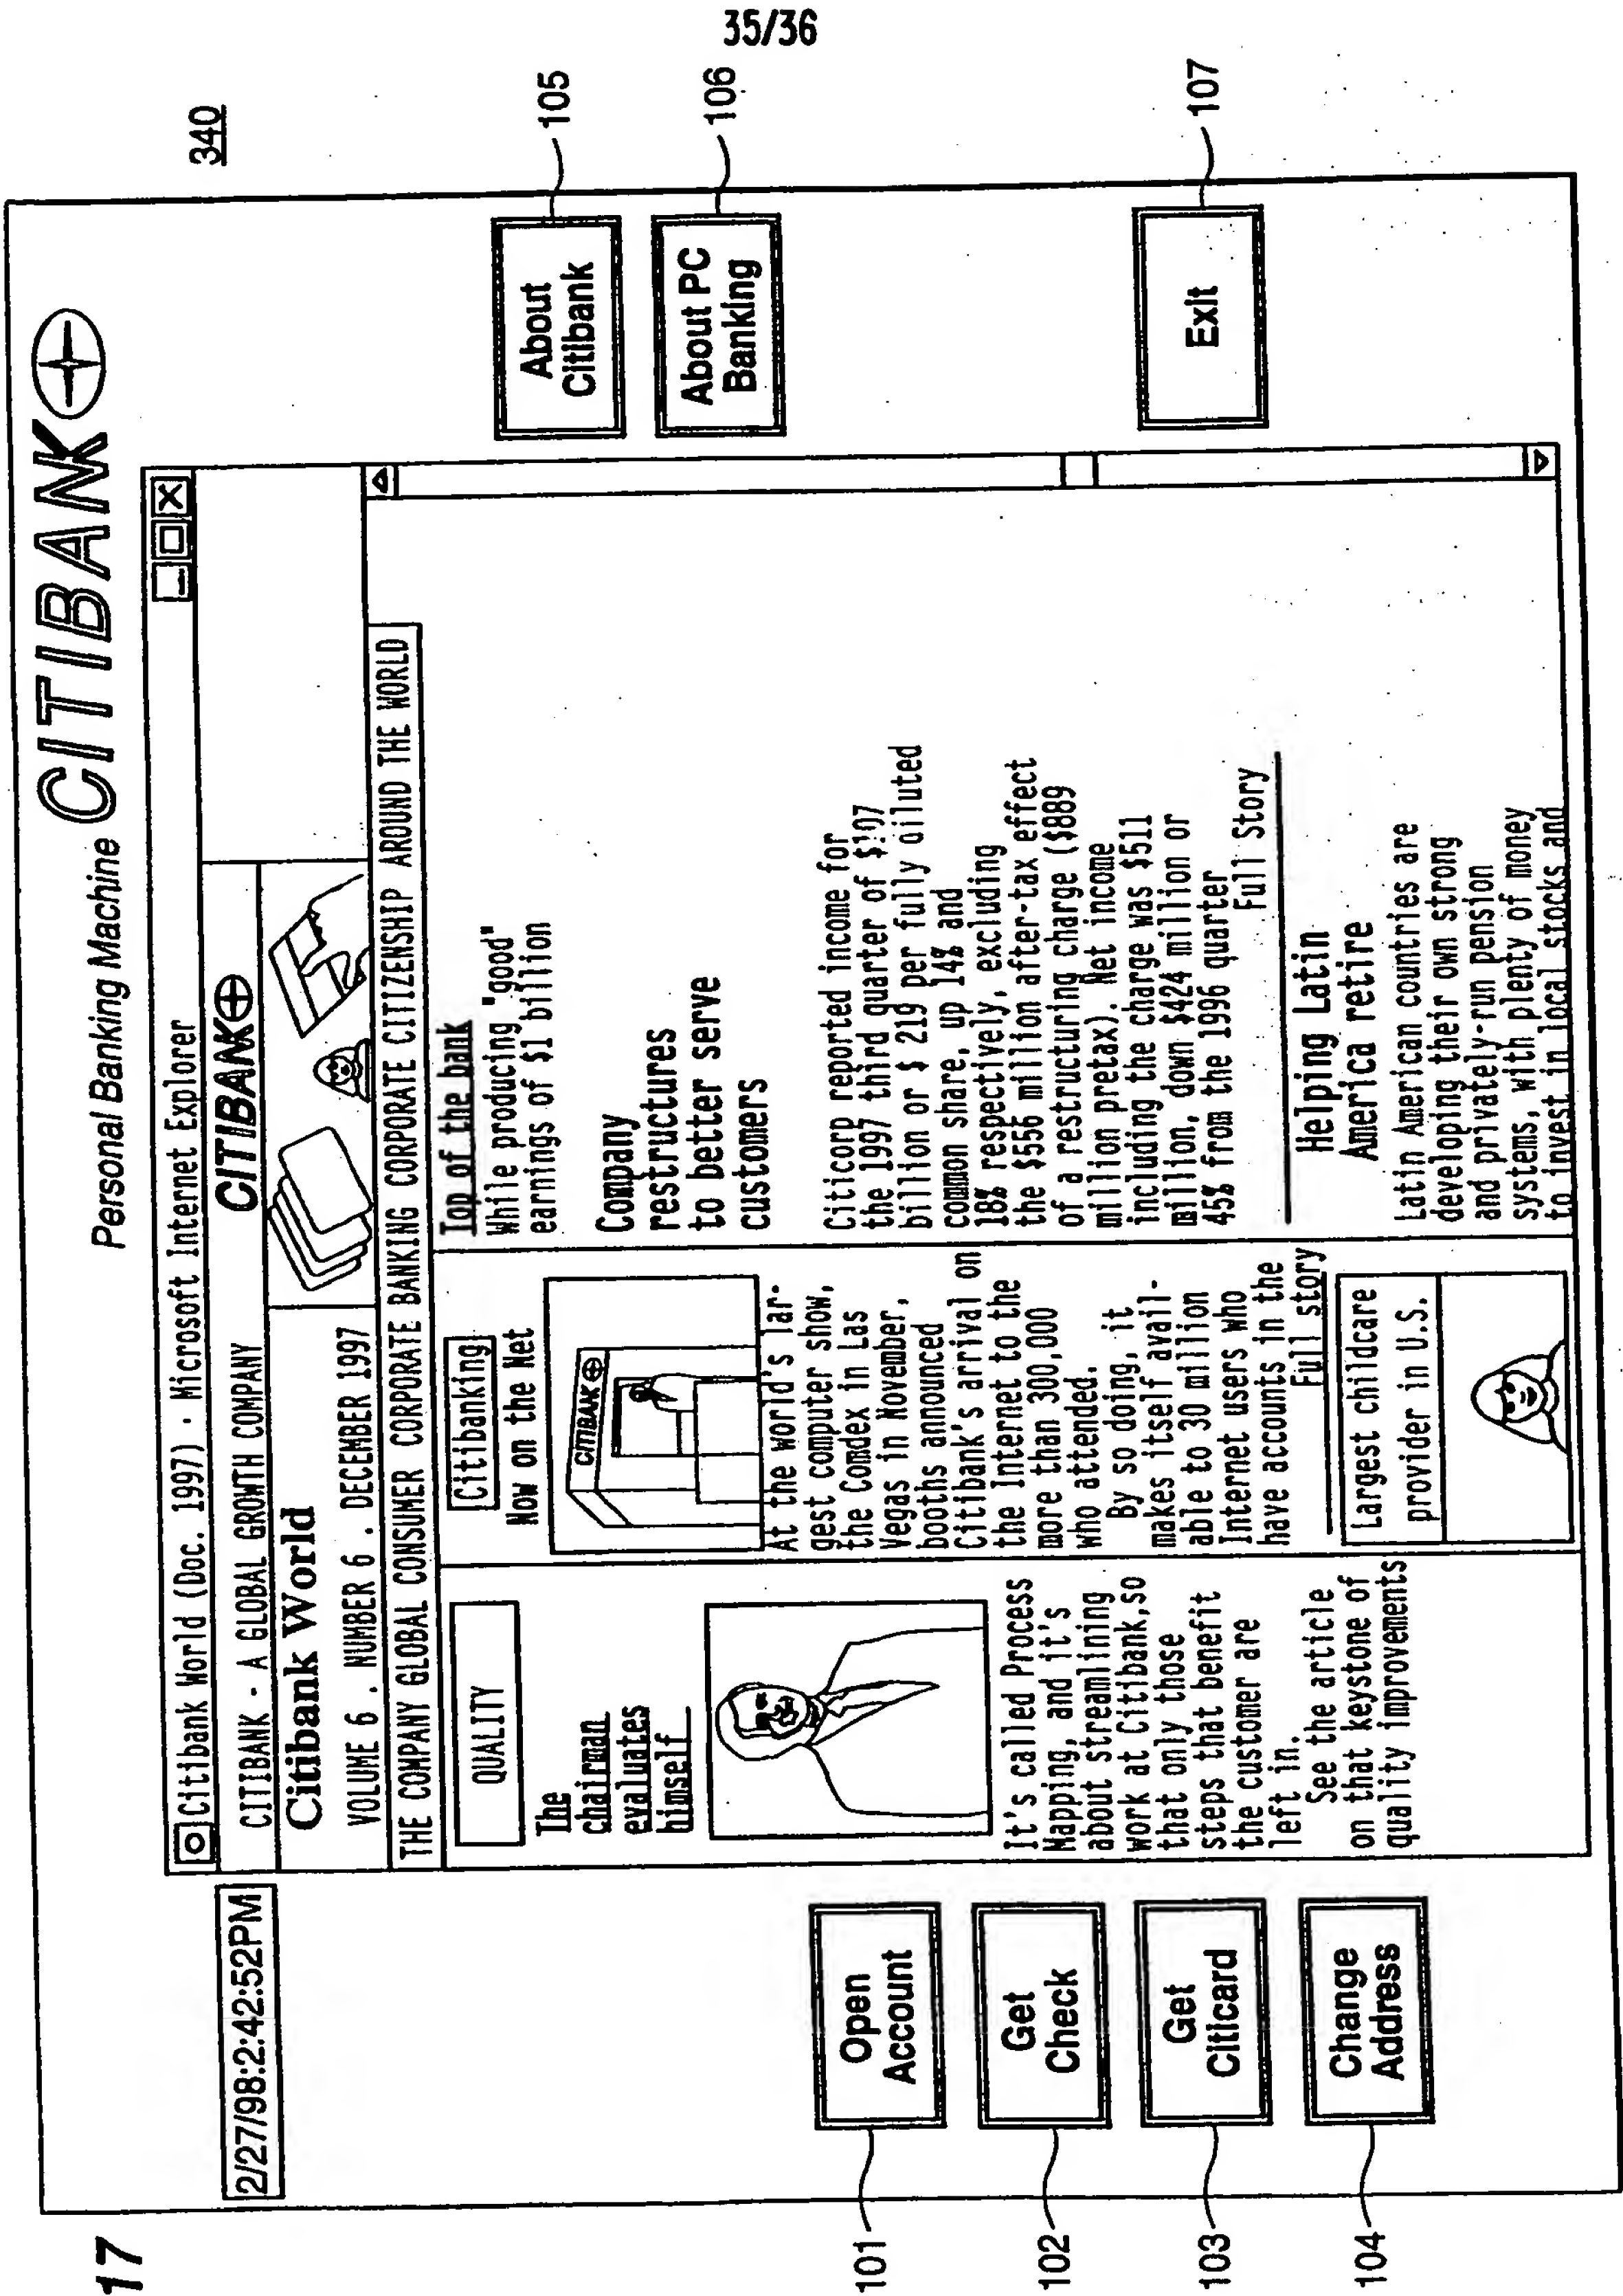 35/36
17
340
Personal Banking Machine CITIBANK
2/27/98:2:42:52PM
Citibank World (Doc. 1997) · Microsoft Internet Explorer
CITIBANK - A GLOBAL GROWTH COMPANY
CITIBANK
Citibank World
VOLUME 6 . NUMBER 6 . DECEMBER 1997
THE COMPANY GLOBAL CONSUMER CORPORATE BANKING CORPORATE CITIZENSHIP AROUND THE WORLD
QUALITY
The
chairman
evaluates
himself
It's called Process
Mapping, and it's
about streamlining
work at Citibank,so
that only those
steps that benefit
the customer are
left in.
See the article
on that keystone of
quality improvements
Citibanking
Now on the Net
CITIBANK
At the world's lar-
gest computer show,
the Comdex in Las
Vegas in November,
booths announced
Citibank's arrival on
the Internet to the
more than 300,000
who attended.
By so doing, it
makes itself avail-
able to 30 million
Internet users who
have accounts in the
Full story
Largest childcare
provider in U.S.
Top of the bank
While producing "good"
earnings of $1 billion
Company
restructures
to better serve
customers
Citicorp reported income for
the 1997 third quarter of $107
billion or $ 219 per fully diluted
common share, up 14% and
18% respectively, excluding
the $556 million after-tax effect
of a restructuring charge ($889
million pretax). Net income
including the charge was $511
million, down $424 million or
45% from the 1996 quarter
Full Story
Helping Latin
America retire
Latin American countries are
developing their own strong
and privately-run pension
systems, with plenty of money
to invest in local stocks and
Open
Account
101
Get
Check
102
Get
Citicard
103
Change
Address
104
About
Citibank
105
About PC
Banking
106
Exit
107